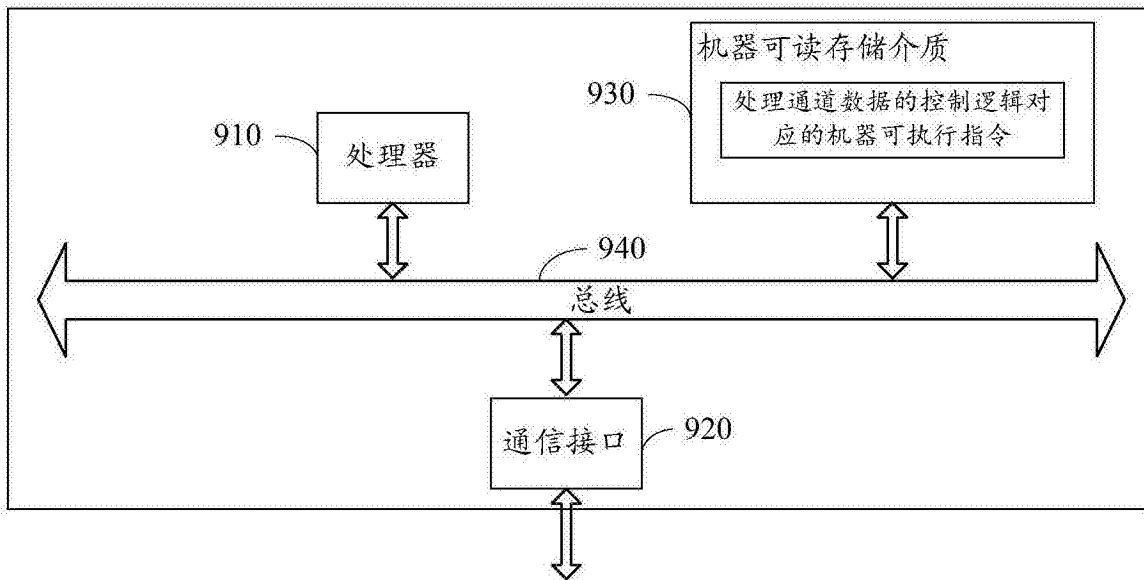 机器可读存储介质
930
处理通道数据的控制逻辑对
应的机器可执行指令
910
处理器
940
总线
通信接口
920